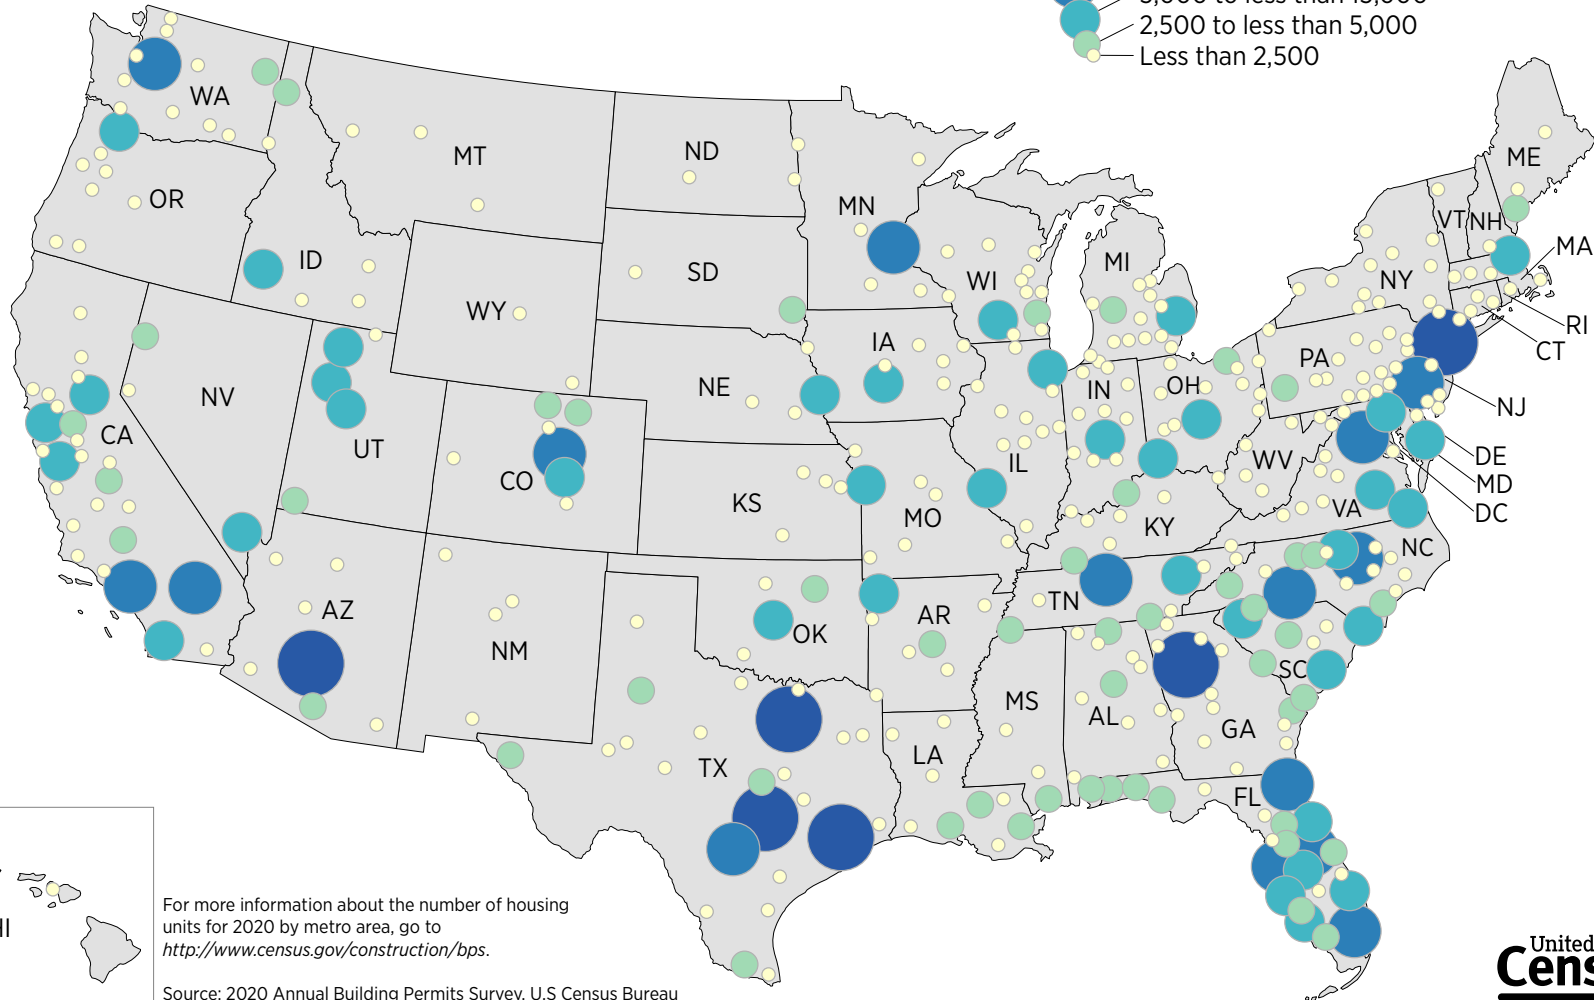 2,500 to less than 5,000
Less than 2,500
WA
MT
ND
ME
OR
MN
VT NH
MA
ID
SD
WI
MI
NY
WY
RI
IA
CT
PA
NE
IN
OH
NV
NJ
CA
UT
CO
IL
WV
DE
KS
MD
MO
VA
DC
KY
NC
AZ
TN
OK
AR
NM
SC
MS
AL
GA
LA
TX
FL
HI
For more information about the number of housing
units for 2020 by metro area, go to
http://www.census.gov/construction/bps.
Source: 2020 Annual Building Permits Survey, U.S Census Bureau
United